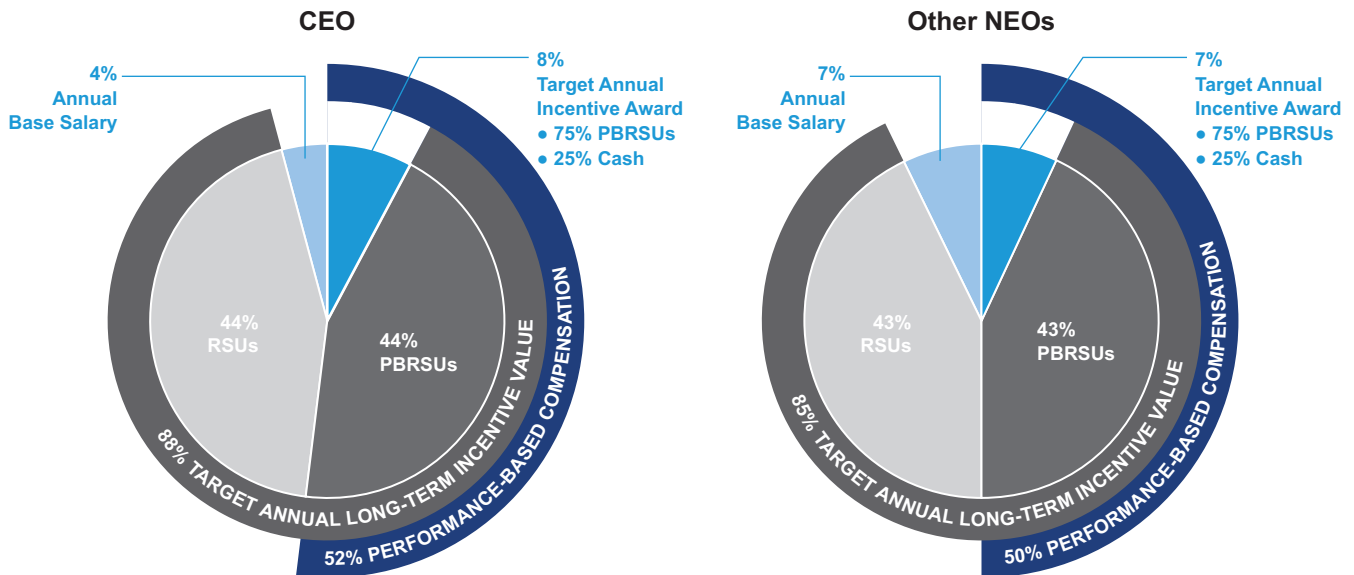 CEO
4%
Annual
Base Salary
8%
Target Annual
Incentive Award
● 75% PBRSUs
● 25% Cash
44%
RSUs
44%
PBRSUs
88% TARGET ANNUAL LONG-TERM INCENTIVE VALUE
52% PERFORMANCE-BASED COMPENSATION
Other NEOs
7%
Annual
Base Salary
7%
Target Annual
Incentive Award
● 75% PBRSUs
● 25% Cash
43%
RSUs
43%
PBRSUs
85% TARGET ANNUAL LONG-TERM INCENTIVE VALUE
50% PERFORMANCE-BASED COMPENSATION